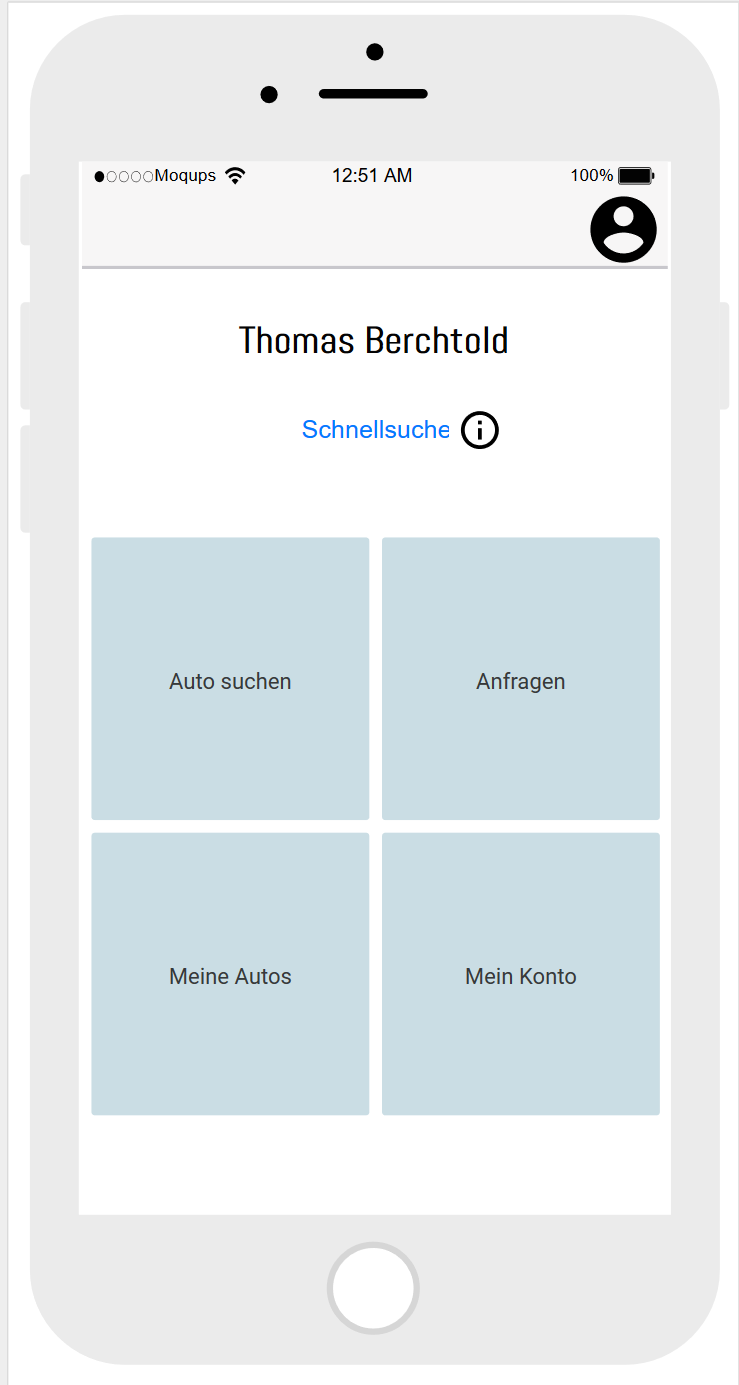 Moqups 12:51 AM 100%
Thomas Berchtold
Schnellsuche
Auto suchen Anfragen
Meine Autos Mein Konto